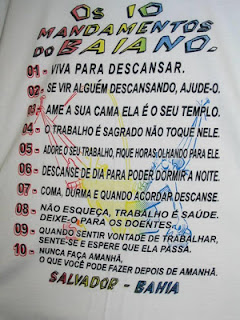 OS 10
MANDAMENTOS
DO BAIANO.
01- VIVA PARA DESCANSAR.
02- SE VIR ALGUÉM DESCANSANDO, AJUDE-O.
03- AME A SUA CAMA ELA É O SEU TEMPLO.
04- O TRABALHO É SAGRADO NÃO TOQUE NELE.
05- ADORE O SEU TRABALHO, FIQUE HORAS OLHANDO PARA ELE.
06- DESCANSE DE DIA PARA PODER DORMIR A NOITE.
07- COMA, DURMA E QUANDO ACORDAR DESCANSE.
08- NÃO ESQUEÇA, TRABALHO É SAÚDE.
DEIXE-O PARA OS DOENTES.
09- QUANDO SENTIR VONTADE DE TRABALHAR,
SENTE-SE E ESPERE QUE ELA PASSA.
10- NUNCA FAÇA AMANHÃ,
O QUE VOCÊ PODE FAZER DEPOIS DE AMANHÃ.
SALVADOR - BAHIA